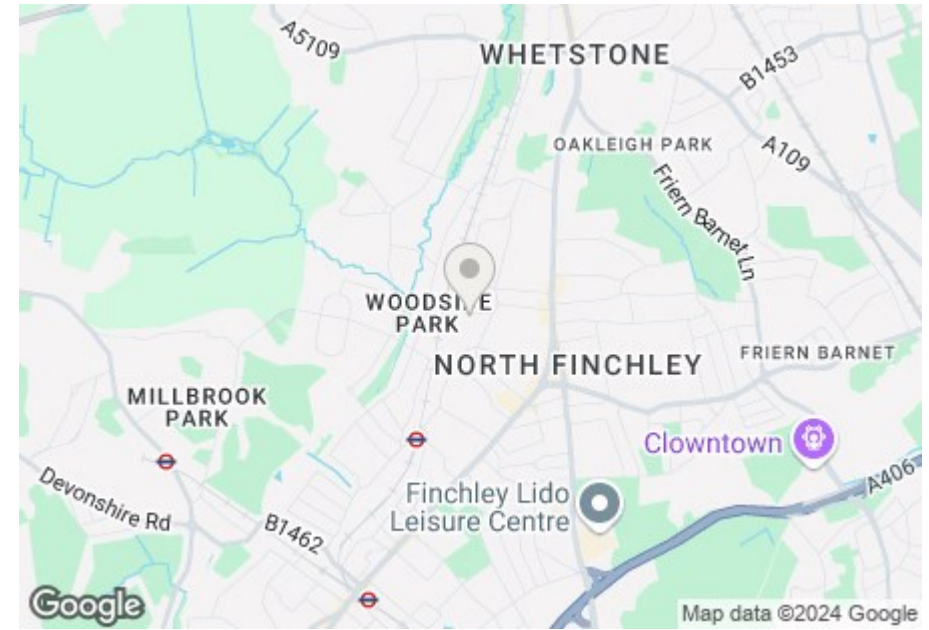 A5109
WHETSTONE
B1453
OAKLEIGH PARK
A109
Friern Barnet Ln
WOODSIDE
PARK
NORTH FINCHLEY
FRIERN BARNET
MILLBROOK
PARK
Clowntown
A406
Devonshire Rd
Finchley Lido
Leisure Centre
B1462
Google
Map data ©2024 Google